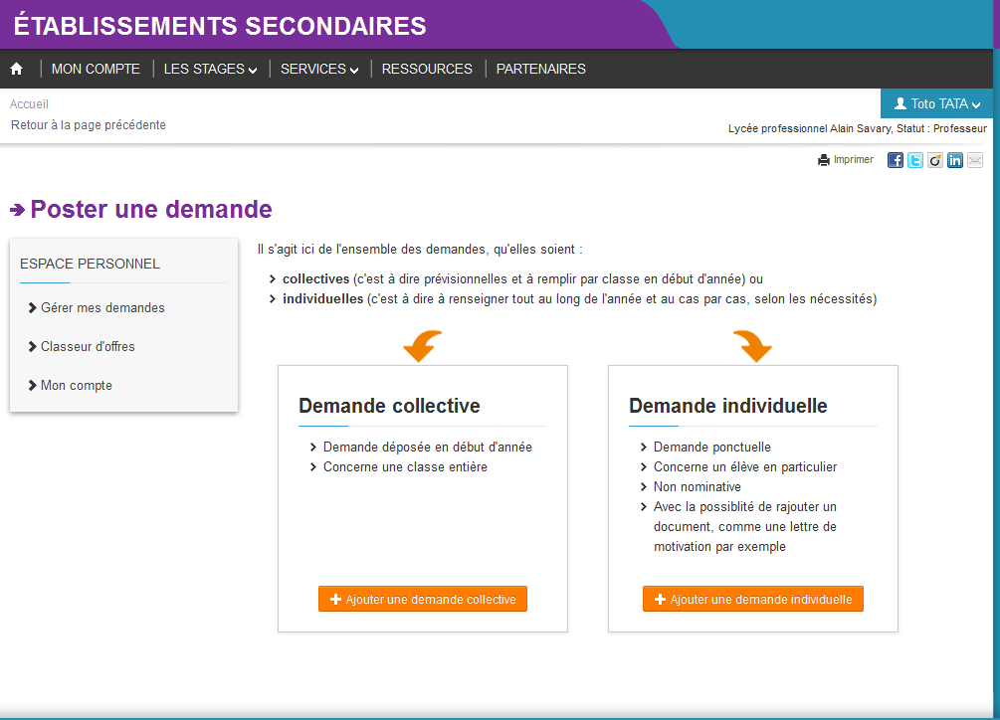 ÉTABLISSEMENTS SECONDAIRES
MON COMPTE LES STAGES SERVICES RESSOURCES PARTENAIRES
Accueil
Toto TATA
Retour à la page précédente
Lycée professionnel Alain Savary, Statut : Professeur
Imprimer
Poster une demande
ESPACE PERSONNEL
Gérer mes demandes
Classeur d'offres
Mon compte
Il s'agit ici de l'ensemble des demandes, qu'elles soient :
collectives (c'est à dire prévisionnelles et à remplir par classe en début d'année) ou
individuelles (c'est à dire à renseigner tout au long de l'année et au cas par cas, selon les nécessités)
Demande collective
Demande déposée en début d'année
Concerne une classe entière
+ Ajouter une demande collective
Demande individuelle
Demande ponctuelle
Concerne un élève en particulier
Non nominative
Avec la possiblité de rajouter un
document, comme une lettre de
motivation par exemple
+ Ajouter une demande individuelle